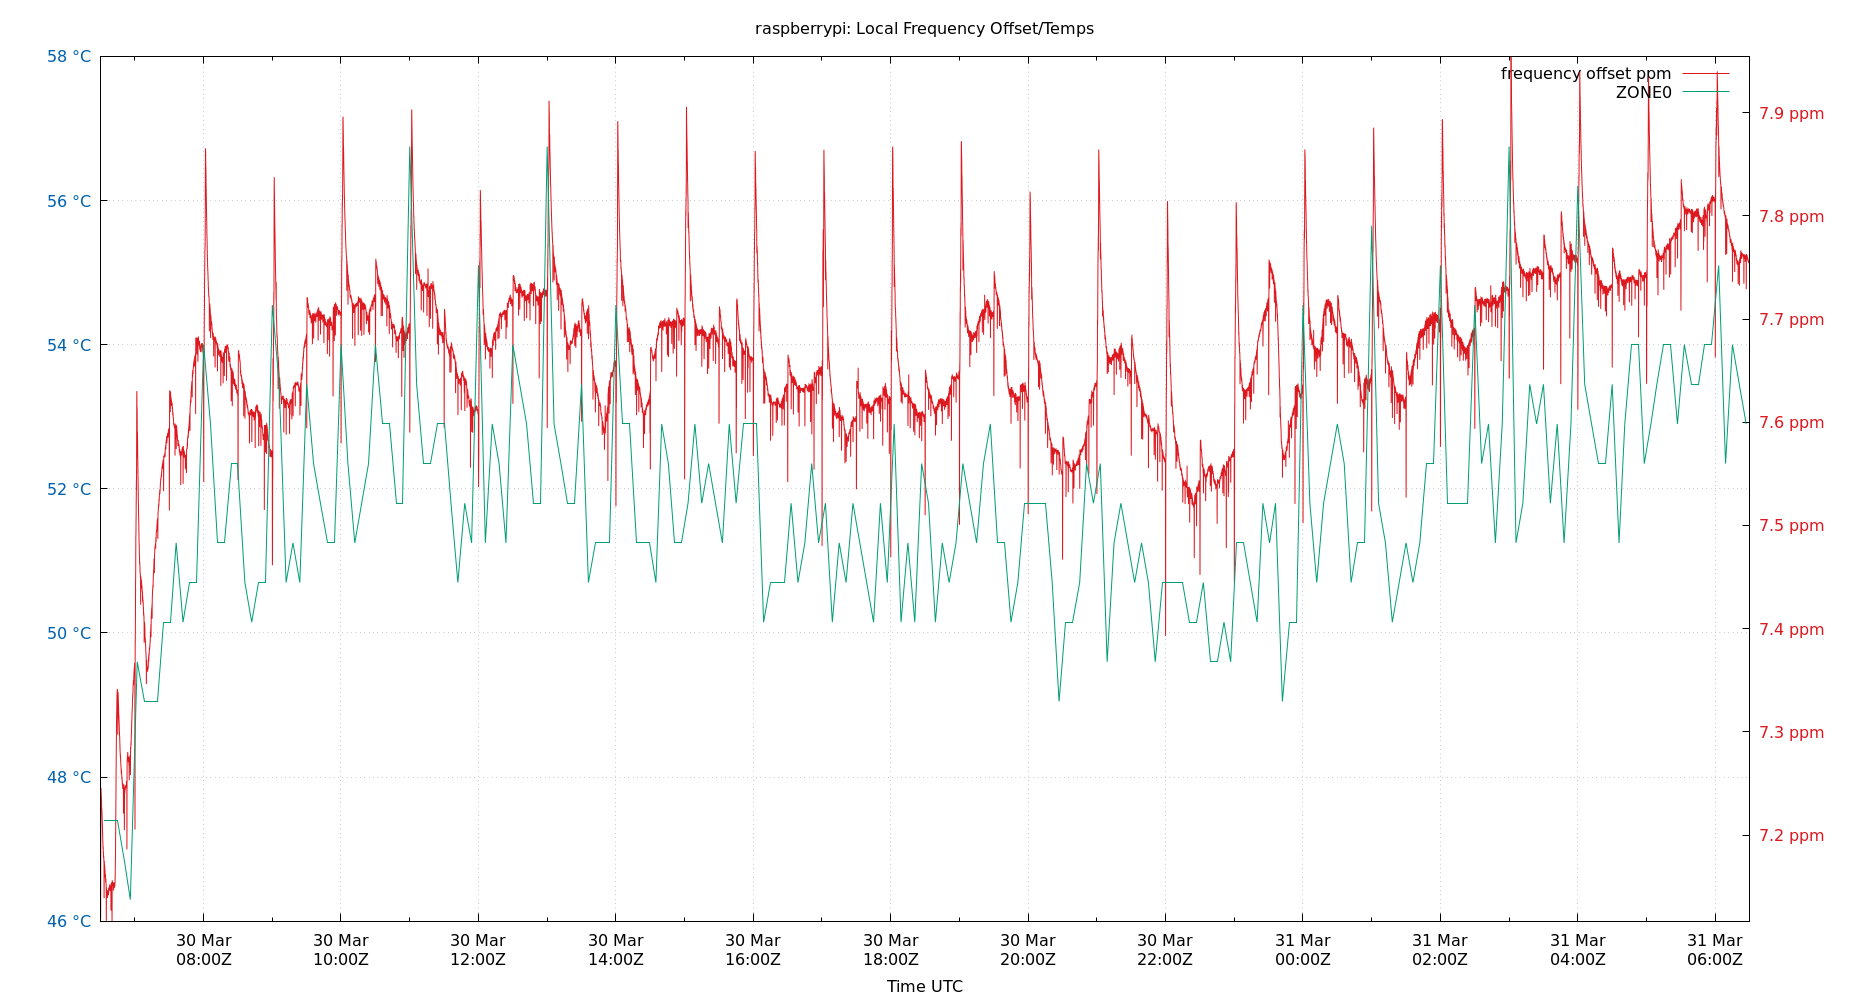 raspberrypi: Local Frequency Offset/Temps
58 °C
56 °C
54 °C
52 °C
50 °C
48 °C
46 °C
frequency offset ppm
ZONE0
7.9 ppm
7.8 ppm
7.7 ppm
7.6 ppm
7.5 ppm
7.4 ppm
7.3 ppm
7.2 ppm
30 Mar 30 Mar 30 Mar 30 Mar 30 Mar 30 Mar 30 Mar 30 Mar 31 Mar 31 Mar 31 Mar 31 Mar
08:00Z 10:00Z 12:00Z 14:00Z 16:00Z 18:00Z 20:00Z 22:00Z 00:00Z 02:00Z 04:00Z 06:00Z
Time UTC